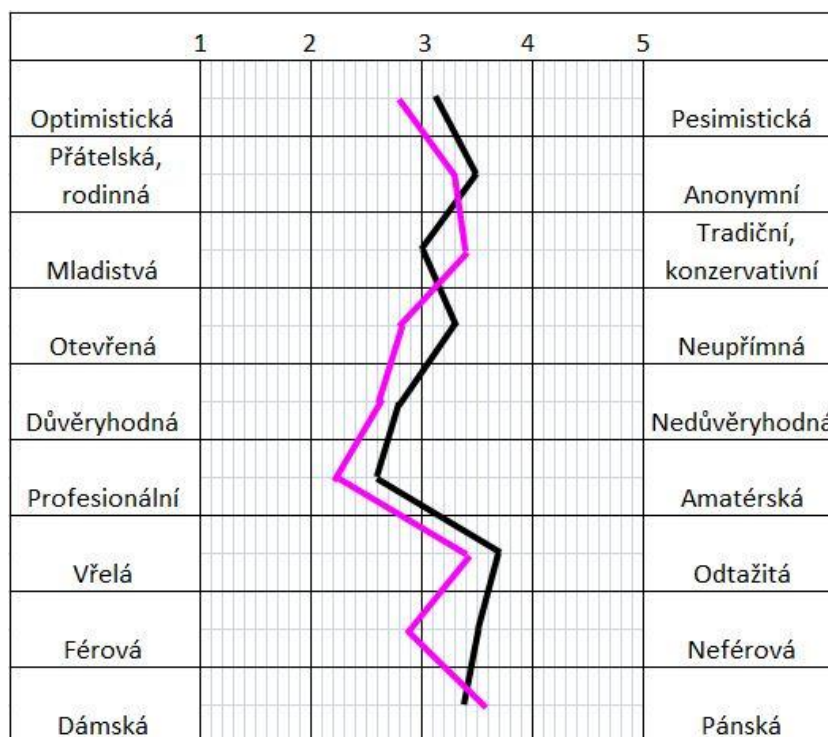 1 2 3 4 5
Optimistická Pesimistická
Přátelská,
rodinná Anonymní
Mladistvá Tradiční,
konzervativní
Otevřená Neupřímná
Důvěryhodná Nedůvěryhodná
Profesionální Amatérská
Vřelá Odtažitá
Férová Neférová
Dámská Pánská